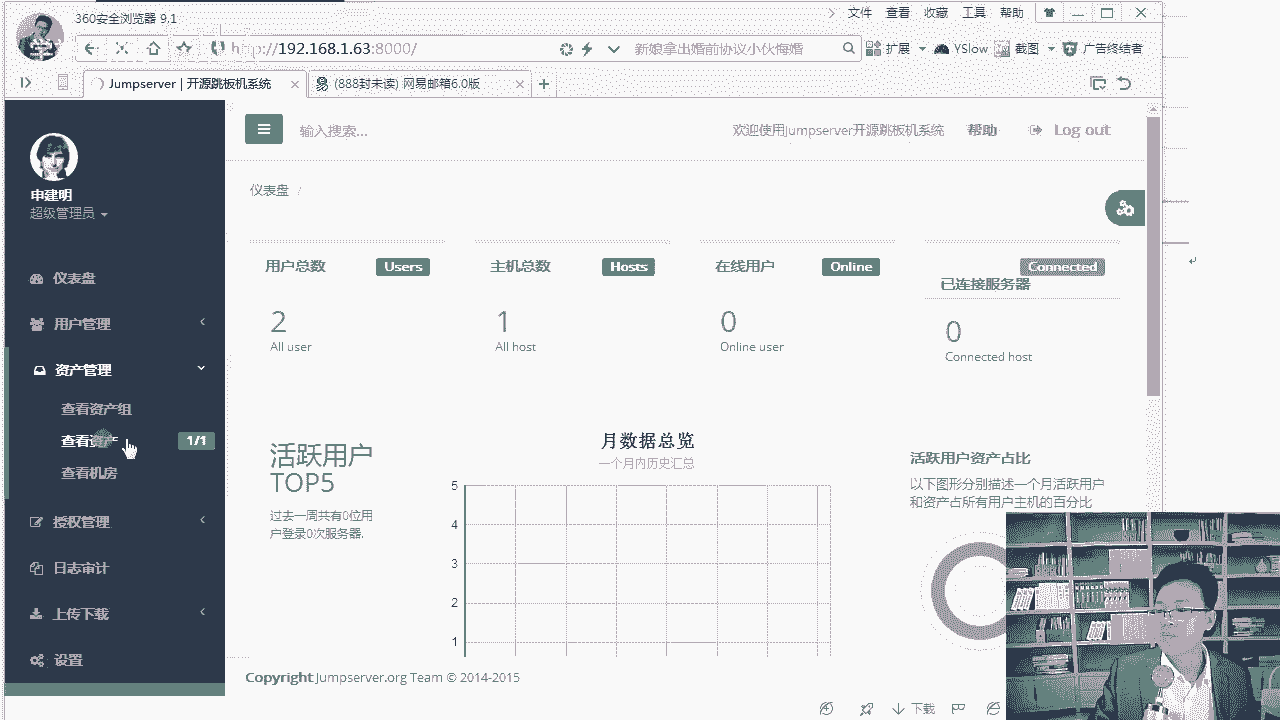 360安全浏览器 9.1
文件 查看 收藏 工具 帮助
http://192.168.1.63:8000/
扩展 YSlow 截图 广告终结者
Jumpserver | 开源跳板机系统
(888封未读) 网易邮箱6.0版
输入搜索...
欢迎使用Jumpserver开源跳板机系统 帮助 Log out
申建明
超级管理员
仪表盘 /
仪表盘
用户管理
资产管理
查看资产组
查看资产 1/1
查看机房
授权管理
日志审计
上传下载
设置
用户总数 Users
2
All user
主机总数 Hosts
1
All host
在线用户 Online
0
Online user
Connected
已连接服务器
0
Connected host
活跃用户
TOP5
过去一周共有0位用
户登录0次服务器.
月数据总览
一个月内历史汇总
5
4
3
2
1
活跃用户资产占比
以下图形分别描述一个月活跃用户
和资产占所有用户主机的百分比
Copyright Jumpserver.org Team © 2014-2015
下载